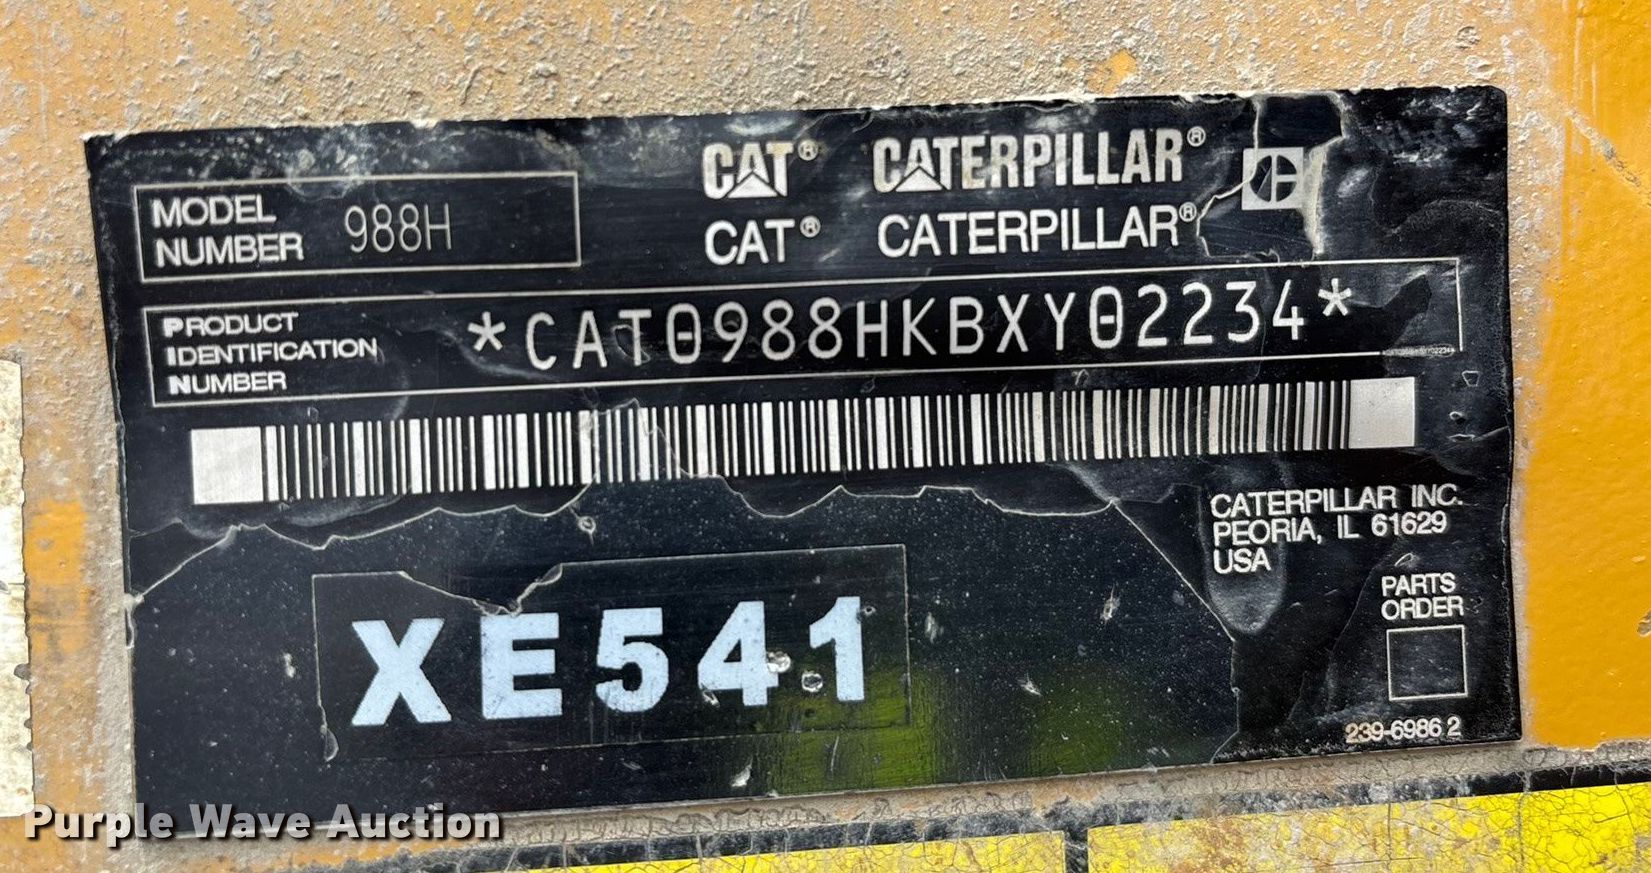 CAT® CATERPILLAR®
MODEL NUMBER 988H
CAT® CATERPILLAR®
PRODUCT IDENTIFICATION NUMBER *CAT0988HKBXY02234*
CATERPILLAR INC.
PEORIA, IL 61629
USA
XE541
PARTS
ORDER
239-6986 2
Purple Wave Auction